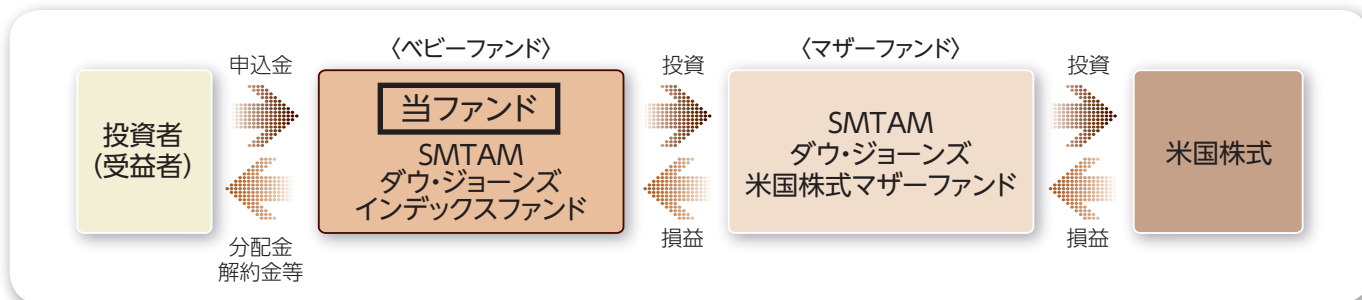 〈ベビーファンド〉
〈マザーファンド〉
申込金
投資
投資
投資者
(受益者)
当ファンド
SMTAM
ダウ・ジョーンズ
インデックスファンド
SMTAM
ダウ・ジョーンズ
米国株式マザーファンド
米国株式
分配金
解約金等
損益
損益